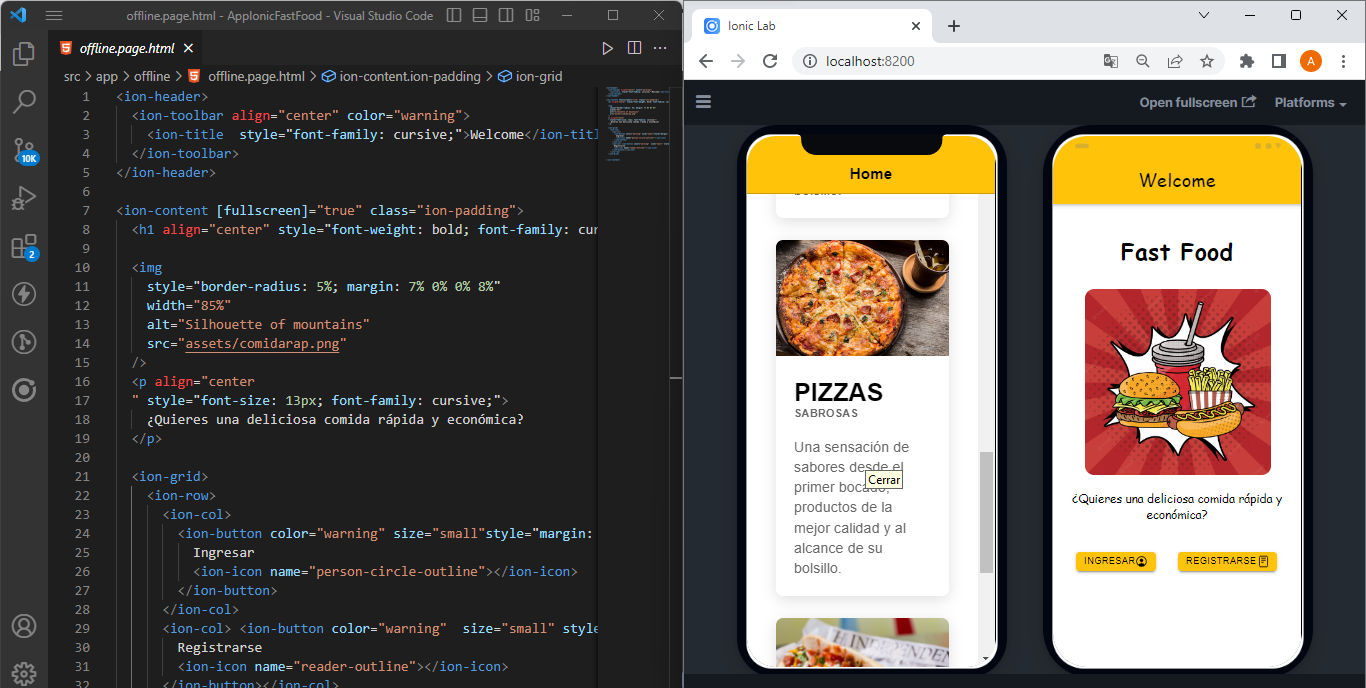 offline.page.html - AppIonicFastFood - Visual Studio Code
offline.page.html
src > app > offline > offline.page.html > ion-content.ion-padding > ion-grid
10K
2
1 <ion-header>
2 <ion-toolbar align="center" color="warning">
3 <ion-title  style="font-family: cursive;">Welcome</ion-titl
4 </ion-toolbar>
5 </ion-header>
6
7 <ion-content [fullscreen]="true" class="ion-padding">
8 <h1 align="center" style="font-weight: bold; font-family: cur
9
10 <img
11 style="border-radius: 5%; margin: 7% 0% 0% 8%"
12 width="85%"
13 alt="Silhouette of mountains"
14 src="assets/comidarap.png"
15 />
16 <p align="center
17 " style="font-size: 13px; font-family: cursive;">
18 ¿Quieres una deliciosa comida rápida y económica?
19 </p>
20
21 <ion-grid>
22 <ion-row>
23 <ion-col>
24 <ion-button color="warning" size="small"style="margin:
25 Ingresar
26 <ion-icon name="person-circle-outline"></ion-icon>
27 </ion-button>
28 </ion-col>
29 <ion-col> <ion-button color="warning"  size="small" style
30 Registrarse
31 <ion-icon name="reader-outline"></ion-icon>
32 </ion-button></ion-col>
Ionic Lab
localhost:8200
A
Open fullscreen
Platforms
Home
PIZZAS
SABROSAS
Una sensación de
sabores desde el
primer bocado,
productos de la
mejor calidad y al
alcance de su
bolsillo.
Cerrar
Welcome
Fast Food
¿Quieres una deliciosa comida rápida y
económica?
INGRESAR
REGISTRARSE